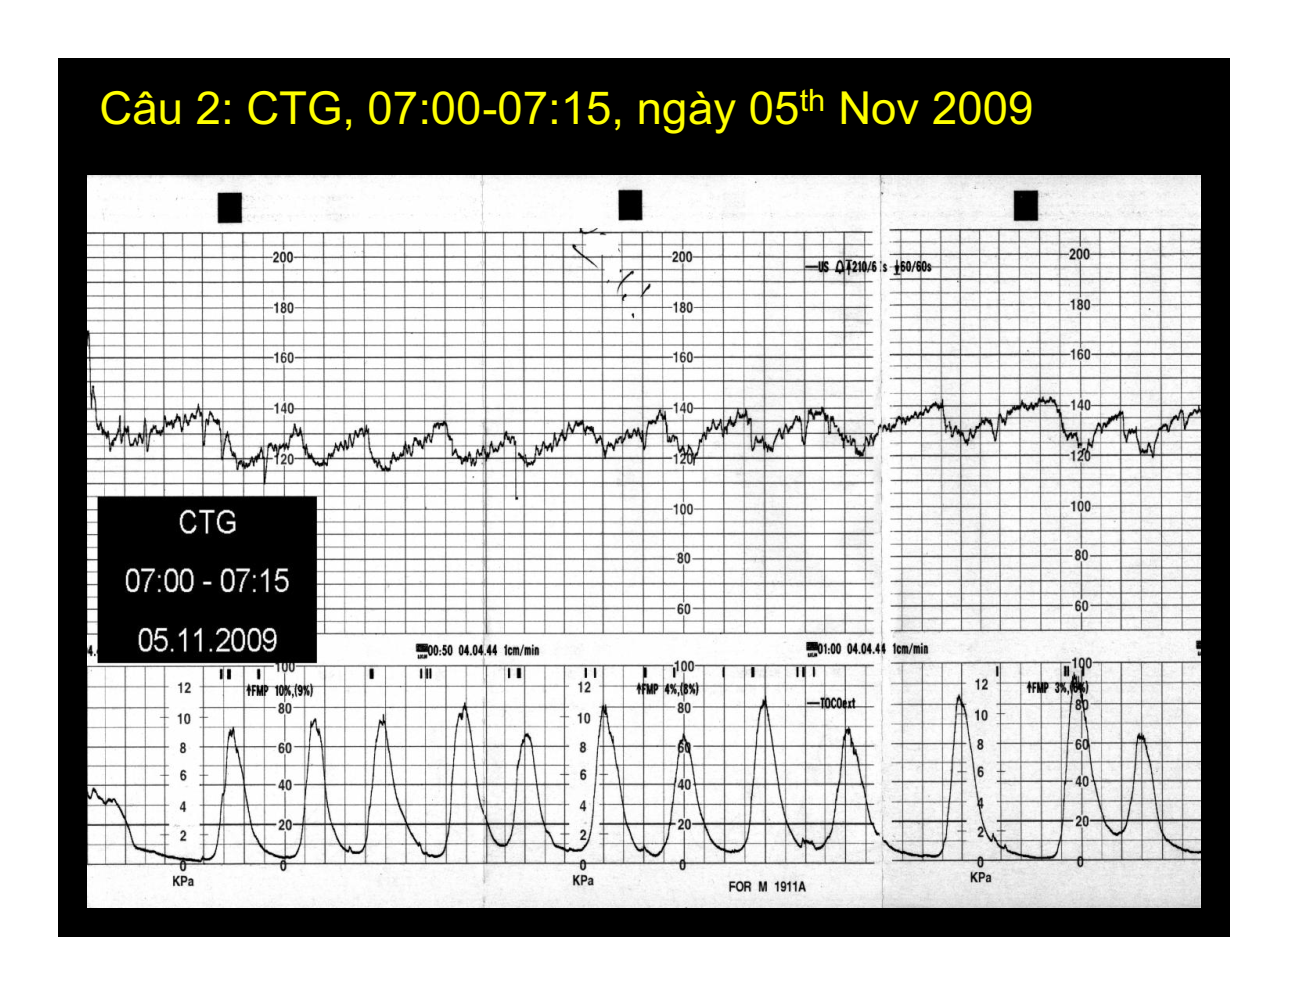 Câu 2: CTG, 07:00-07:15, ngày 05th Nov 2009
200 200 200
US 210/6 s 60/60s
180 180 180
160 160 160
140 140 140
120 120 120
100 100
80 80
60 60
CTG
07:00 - 07:15
05.11.2009
00:50 04.04.44 1cm/min
01:00 04.04.44 1cm/min
100 100 100
12 12 12
FMP 10%,(9%)
FMP 4%,(8%)
80 80 80
TOCOext
10 10 10
8 60 8 60 8 60
6 6 6
40 40 40
4 4 4
20 20 20
2 2 2
0 0 0 0 0 0
KPa KPa KPa
FOR M 1911A